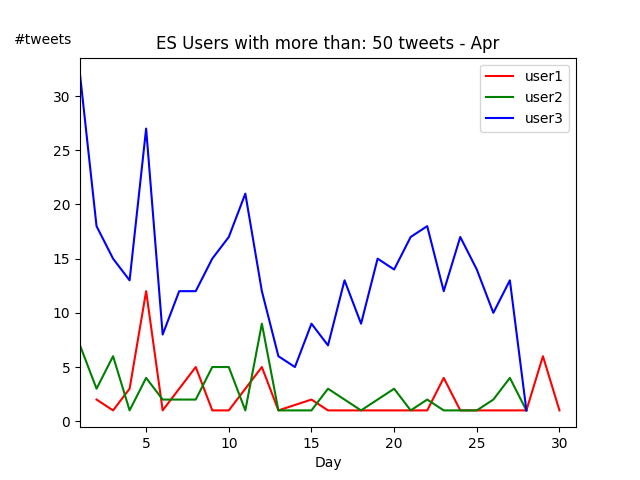 #tweets
ES Users with more than: 50 tweets - Apr
user1
user2
user3
30
25
20
15
10
5
0
5 10 15 20 25 30
Day